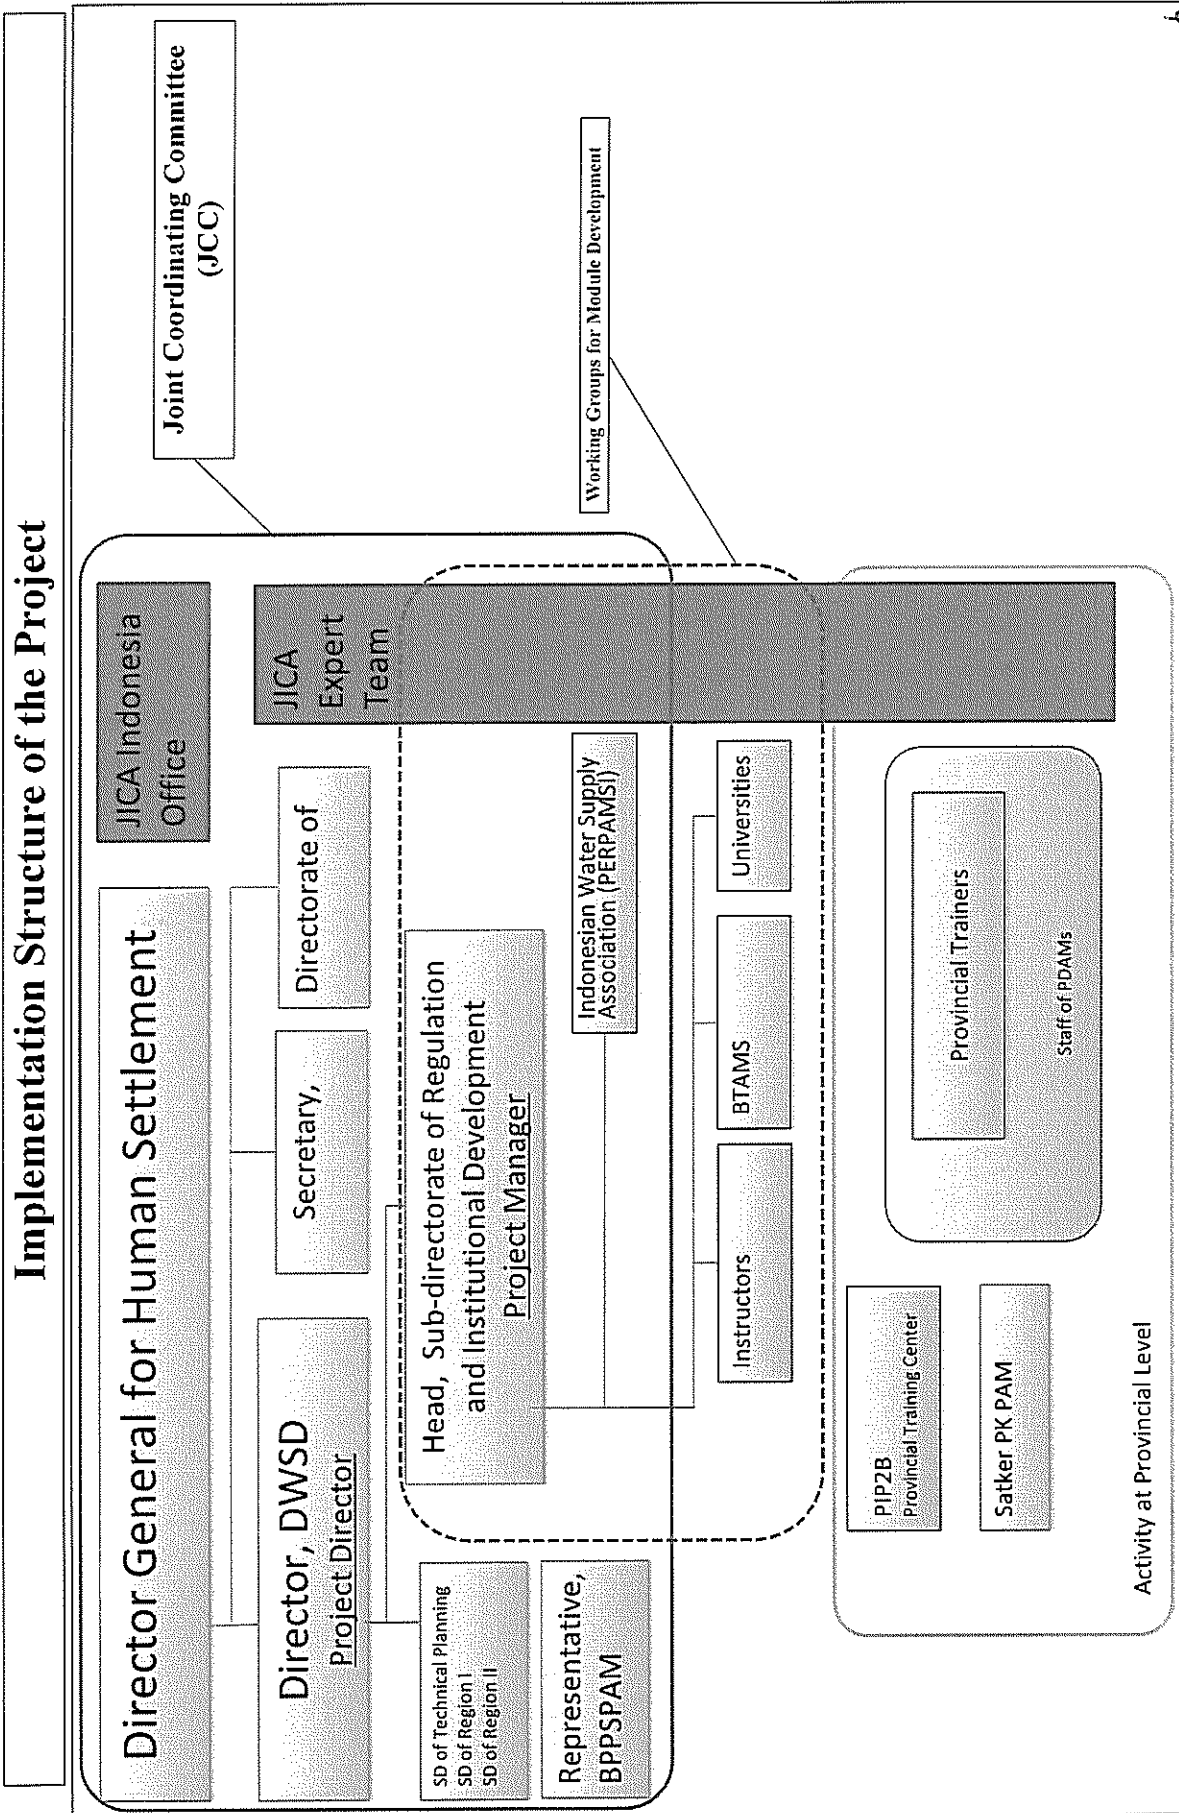 Implementation Structure of the Project
Joint Coordinating Committee
(JCC)
Director General for Human Settlement
JICA Indonesia
Office
Director, DWSD
Project Director
Secretary,
Directorate of
JICA
Expert
Team
SD of Technical Planning
SD of Region I
SD of Region II
Head, Sub-directorate of Regulation
and Institutional Development
Project Manager
Representative,
BPPSPAM
Indonesian Water Supply
Association (PERPAMSI)
Working Groups for Module Development
Instructors
BTAMS
Universities
PIP2B
Provincial Training Center
Satker PK PAM
Provincial Trainers
Staff of PDAMs
Activity at Provincial Level